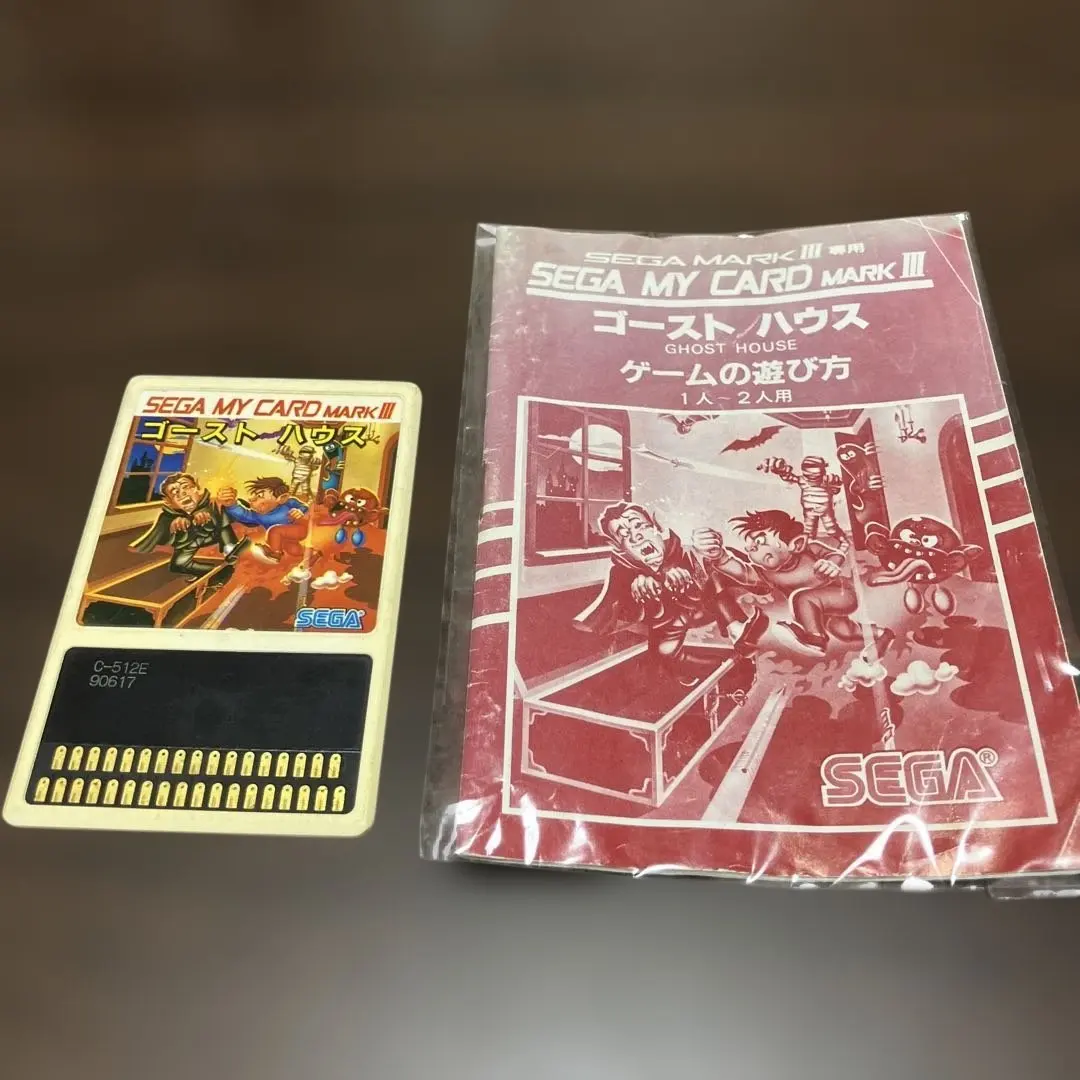 SEGA MY CARD MARK III
ゴースト ハウス
SEGA®
C-512E
90617
SEGA MARK III 専用
SEGA MY CARD MARK III
ゴースト ハウス
GHOST HOUSE
ゲームの遊び方
1人~2人用
SEGA®